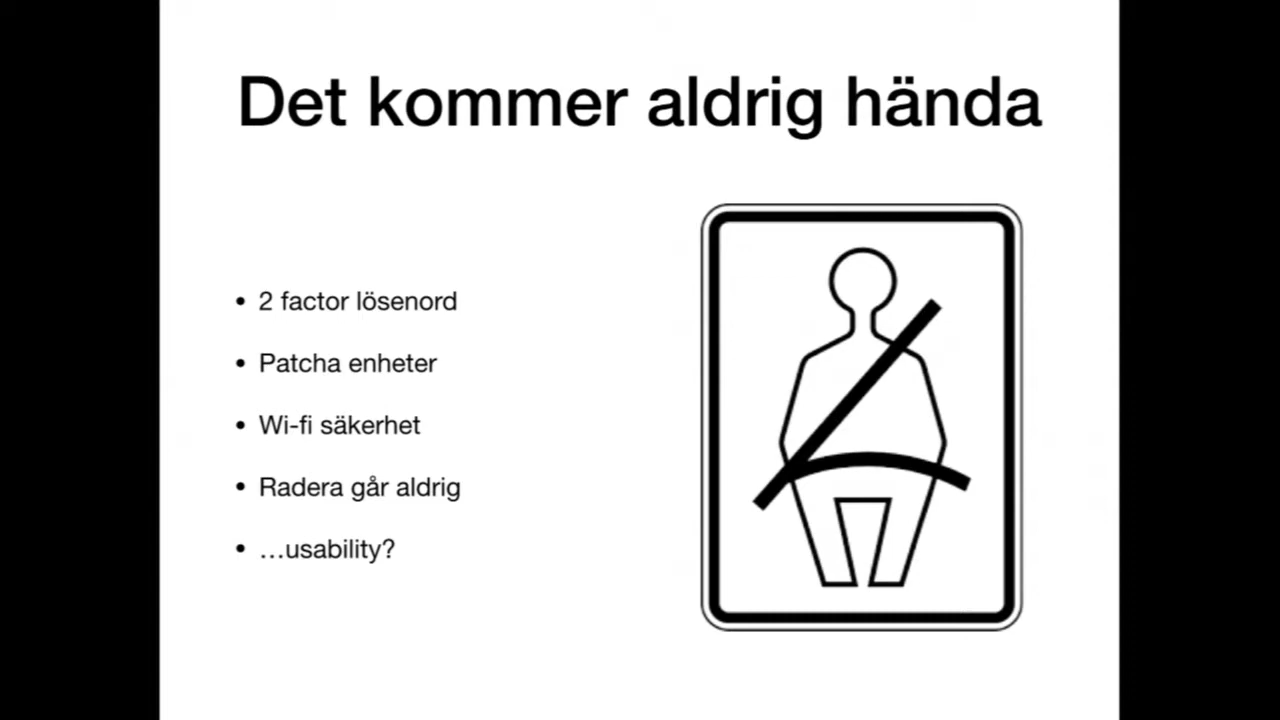 Det kommer aldrig hända
• 2 factor lösenord
• Patcha enheter
• Wi-fi säkerhet
• Radera går aldrig
• …usability?